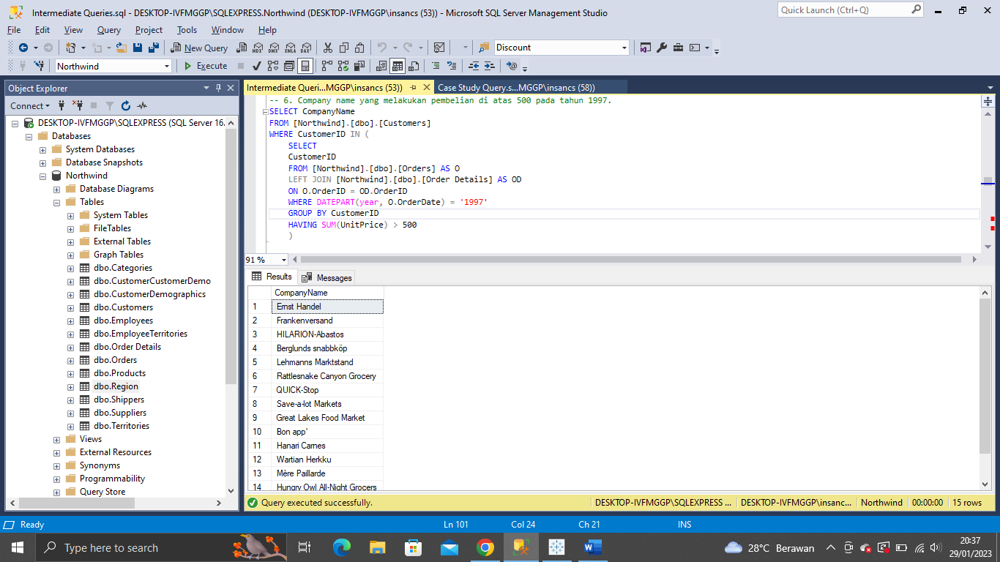 Intermediate Queries.sql - DESKTOP-IVFMGGP\SQLEXPRESS.Northwind (DESKTOP-IVFMGGP\insancs (53)) - Microsoft SQL Server Management Studio
Quick Launch (Ctrl+Q)
File Edit View Query Project Tools Window Help
New Query MDX DMX XMLA DAX Discount
Northwind Execute
Object Explorer
Intermediate Queri...MGGP\insancs (53)) Case Study Query.s...MGGP\insancs (58))
Connect
DESKTOP-IVFMGGP\SQLEXPRESS (SQL Server 16.
Databases
System Databases
Database Snapshots
Northwind
Database Diagrams
Tables
System Tables
FileTables
External Tables
Graph Tables
dbo.Categories
dbo.CustomerCustomerDemo
dbo.CustomerDemographics
dbo.Customers
dbo.Employees
dbo.EmployeeTerritories
dbo.Order Details
dbo.Orders
dbo.Products
dbo.Region
dbo.Shippers
dbo.Suppliers
dbo.Territories
Views
External Resources
Synonyms
Programmability
Query Store
-- 6. Company name yang melakukan pembelian di atas 500 pada tahun 1997.
SELECT CompanyName
FROM [Northwind].[dbo].[Customers]
WHERE CustomerID IN (
SELECT
CustomerID
FROM [Northwind].[dbo].[Orders] AS O
LEFT JOIN [Northwind].[dbo].[Order Details] AS OD
ON O.OrderID = OD.OrderID
WHERE DATEPART(year, O.OrderDate) = '1997'
GROUP BY CustomerID
HAVING SUM(UnitPrice) > 500
)
91 %
Results Messages
CompanyName
1 Ernst Handel
2 Frankenversand
3 HILARION-Abastos
4 Berglunds snabbköp
5 Lehmanns Marktstand
6 Rattlesnake Canyon Grocery
7 QUICK-Stop
8 Save-a-lot Markets
9 Great Lakes Food Market
10 Bon app'
11 Hanari Carnes
12 Wartian Herkku
13 Mère Paillarde
14 Hungry Owl All-Night Grocers
Query executed successfully. DESKTOP-IVFMGGP\SQLEXPRESS ... DESKTOP-IVFMGGP\insanc... Northwind 00:00:00 15 rows
Ready Ln 101 Col 24 Ch 21 INS
Type here to search 28°C Berawan 20:37
29/01/2023